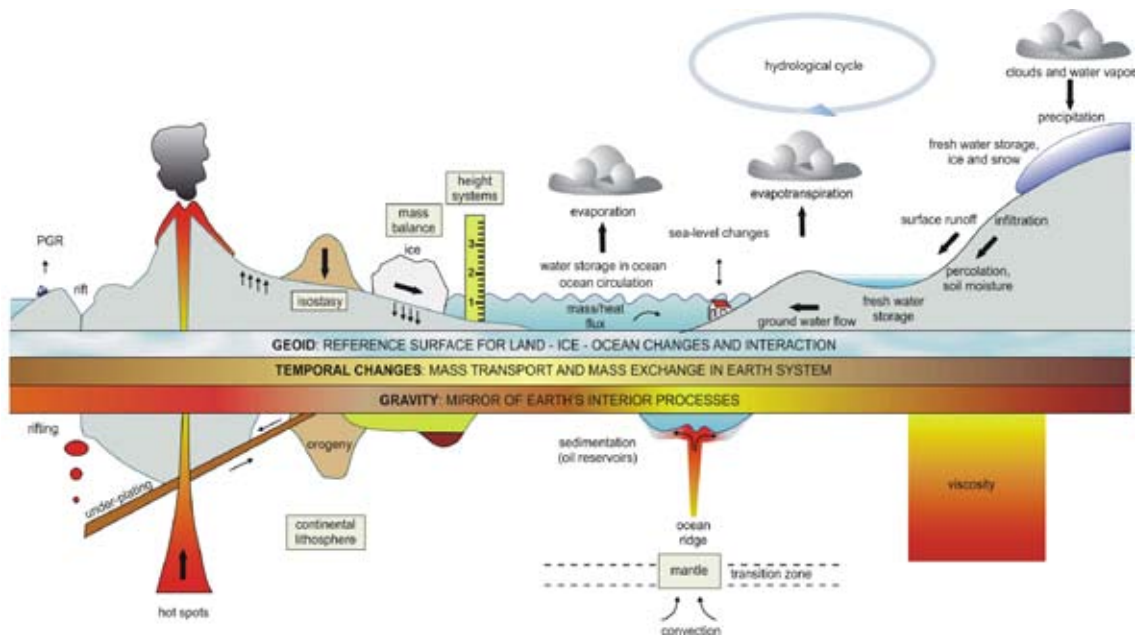 hydrological cycle
clouds and water vapor
precipitation
fresh water storage,
ice and snow
height
systems
evaporation
evapotranspiration
mass
balance
surface runoff
infiltration
PGR
ice
sea-level changes
3
2
1
rift
isostasy
water storage in ocean
ocean circulation
percolation,
soil moisture
mass/heat
flux
fresh water
storage
ground water flow
GEOID: REFERENCE SURFACE FOR LAND - ICE - OCEAN CHANGES AND INTERACTION
TEMPORAL CHANGES: MASS TRANSPORT AND MASS EXCHANGE IN EARTH SYSTEM
GRAVITY: MIRROR OF EARTH'S INTERIOR PROCESSES
rifting
orogeny
sedimentation
(oil reservoirs)
under-plating
viscosity
continental
lithosphere
ocean
ridge
mantle
transition zone
hot spots
convection